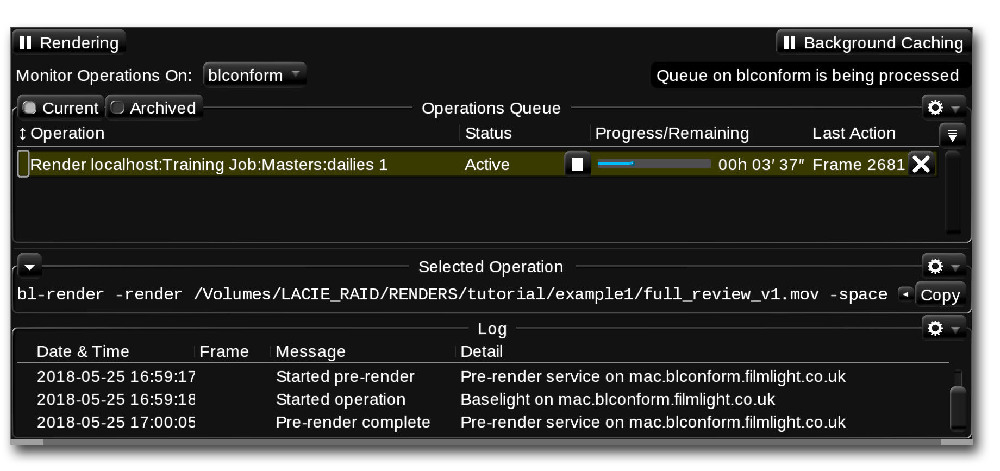 Rendering
Background Caching
Monitor Operations On: blconform
Queue on blconform is being processed
Current Archived Operations Queue
Operation Status Progress/Remaining Last Action
Render localhost:Training Job:Masters:dailies 1 Active 00h 03′ 37″ Frame 2681
Selected Operation
bl-render -render /Volumes/LACIE_RAID/RENDERS/tutorial/example1/full_review_v1.mov -space Copy
Log
Date & Time Frame Message Detail
2018-05-25 16:59:17 Started pre-render Pre-render service on mac.blconform.filmlight.co.uk
2018-05-25 16:59:18 Started operation Baselight on mac.blconform.filmlight.co.uk
2018-05-25 17:00:05 Pre-render complete Pre-render service on mac.blconform.filmlight.co.uk